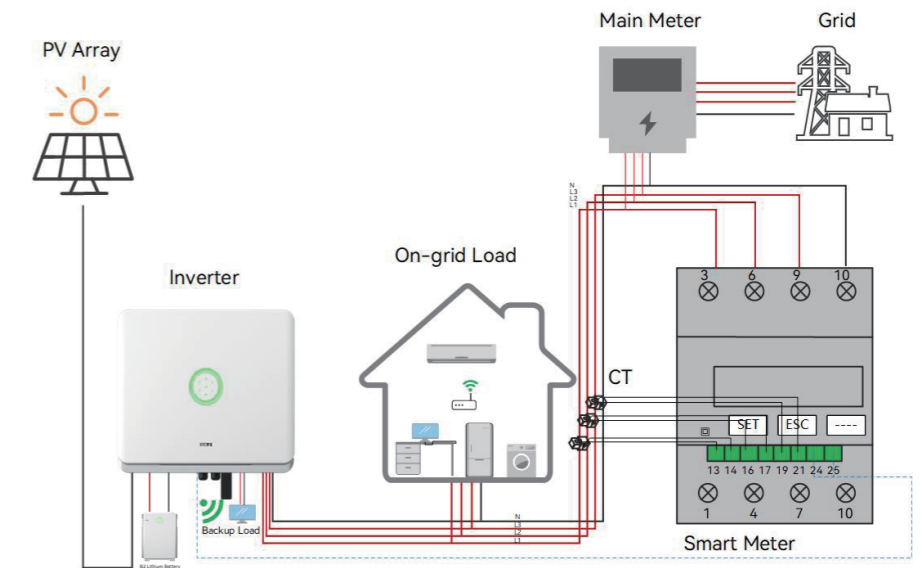 Main Meter
Grid
PV Array
N
L3
L2
L1
On-grid Load
Inverter
3 6 9 10
CT
SET ESC ----
13 14 16 17 19 21 24 25
1 4 7 10
Backup Load
N
L3
L2
L1
Smart Meter
Lithium Battery